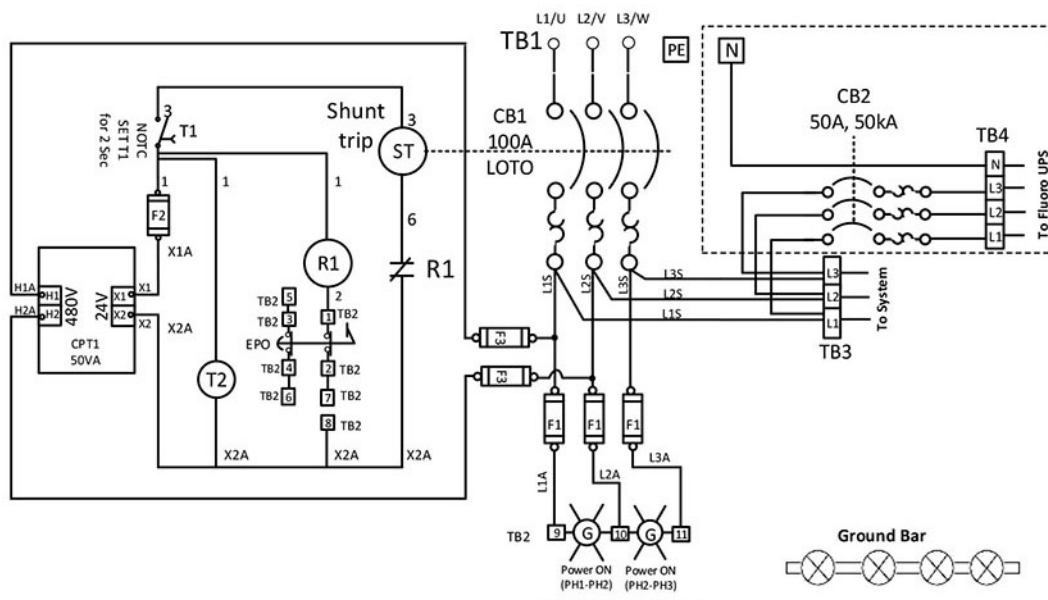 L1/U L2/V L3/W
TB1
PE
N
CB2
50A, 50kA
TB4
N
L3
L2
L1
To Fluoro UPS
Shunt
trip
3
ST
CB1
100A
LOTO
3
T1
NOTC
SET T1
for 2 Sec
1
1
1
6
F2
X1A
R1
R1
2
H1A
H1
H2A
H2
480V
24V
X1
X2
X1
X2
X2A
CPT1
50VA
T2
5
TB2
3
TB2
EPO
4
TB2
6
TB2
1
TB2
2
TB2
7
TB2
8
TB2
X2A
X2A
X2A
F3
F3
L1S
L2S
L3S
L3S
L2S
L1S
L3
L2
L1
To System
TB3
F1
F1
F1
L1A
L2A
L3A
TB2
9
G
10
G
11
Power ON
(PH1-PH2)
Power ON
(PH2-PH3)
Ground Bar